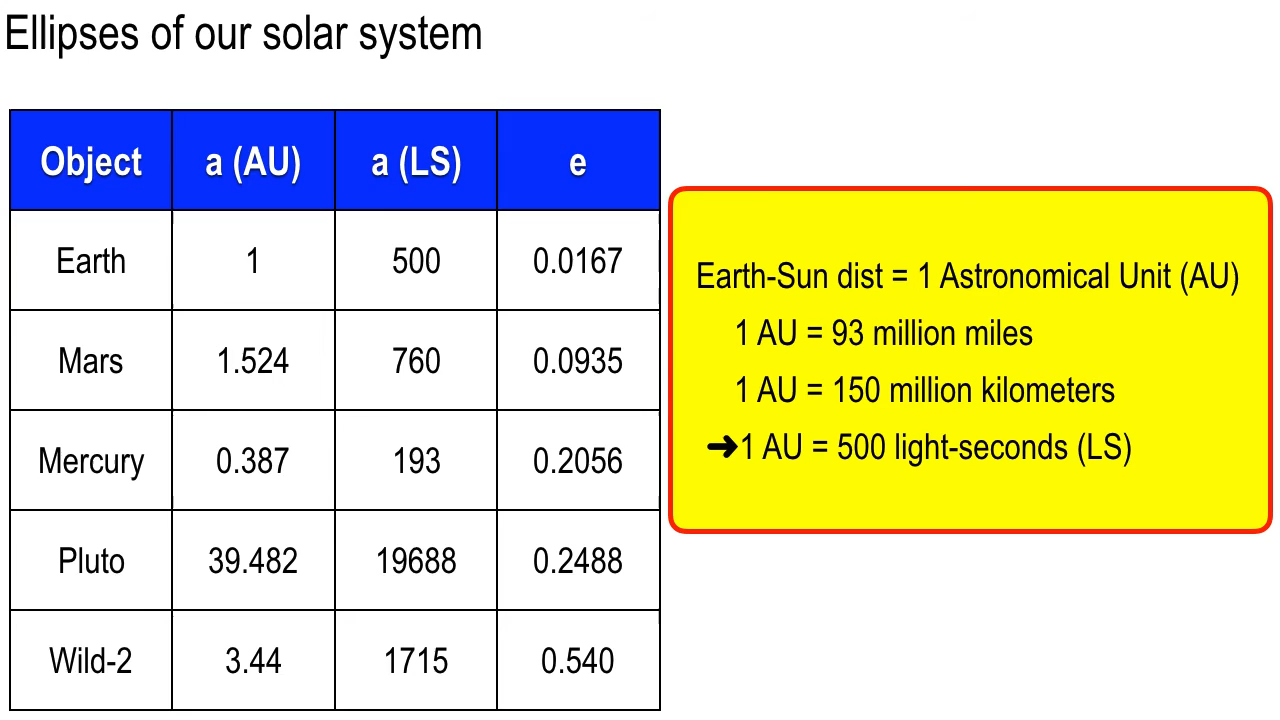 Ellipses of our solar system
Object a (AU) a (LS) e
Earth 1 500 0.0167
Mars 1.524 760 0.0935
Mercury 0.387 193 0.2056
Pluto 39.482 19688 0.2488
Wild-2 3.44 1715 0.540
Earth-Sun dist = 1 Astronomical Unit (AU)
1 AU = 93 million miles
1 AU = 150 million kilometers
➜1 AU = 500 light-seconds (LS)